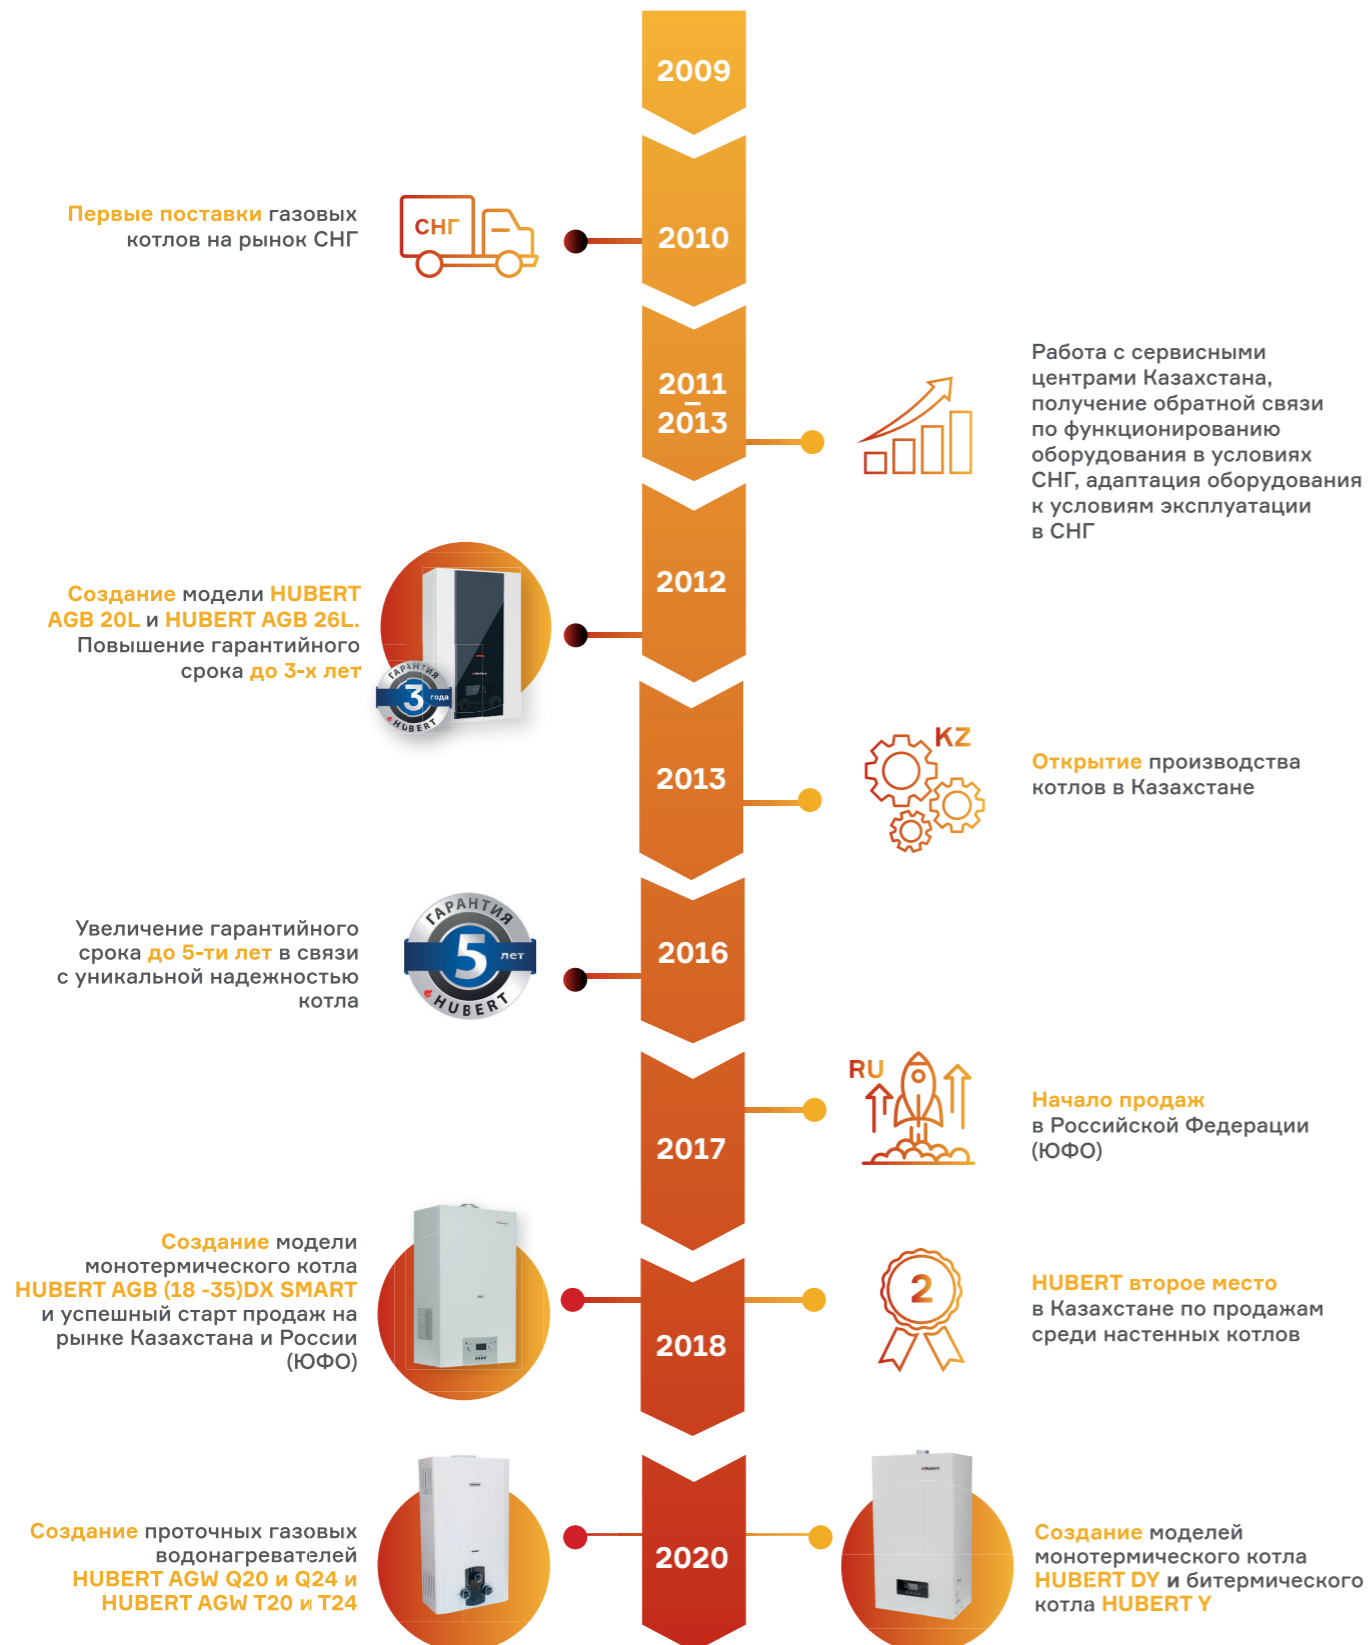 2009
2010
Первые поставки газовых
котлов на рынок СНГ
СНГ
2011
–
2013
Работа с сервисными
центрами Казахстана,
получение обратной связи
по функционированию
оборудования в условиях
СНГ, адаптация оборудования
к условиям эксплуатации
в СНГ
2012
Создание модели HUBERT
AGB 20L и HUBERT AGB 26L.
Повышение гарантийного
срока до 3-х лет
ГАРАНТИЯ
3 года
HUBERT
2013
KZ
Открытие производства
котлов в Казахстане
2016
Увеличение гарантийного
срока до 5-ти лет в связи
с уникальной надежностью
котла
ГАРАНТИЯ
5 лет
HUBERT
2017
RU
Начало продаж
в Российской Федерации
(ЮФО)
2018
Создание модели
монотермического котла
HUBERT AGB (18 -35)DX SMART
и успешный старт продаж на
рынке Казахстана и России
(ЮФО)
2
HUBERT второе место
в Казахстане по продажам
среди настенных котлов
2020
Создание проточных газовых
водонагревателей
HUBERT AGW Q20 и Q24 и
HUBERT AGW T20 и T24
Создание моделей
монотермического котла
HUBERT DY и битермического
котла HUBERT Y